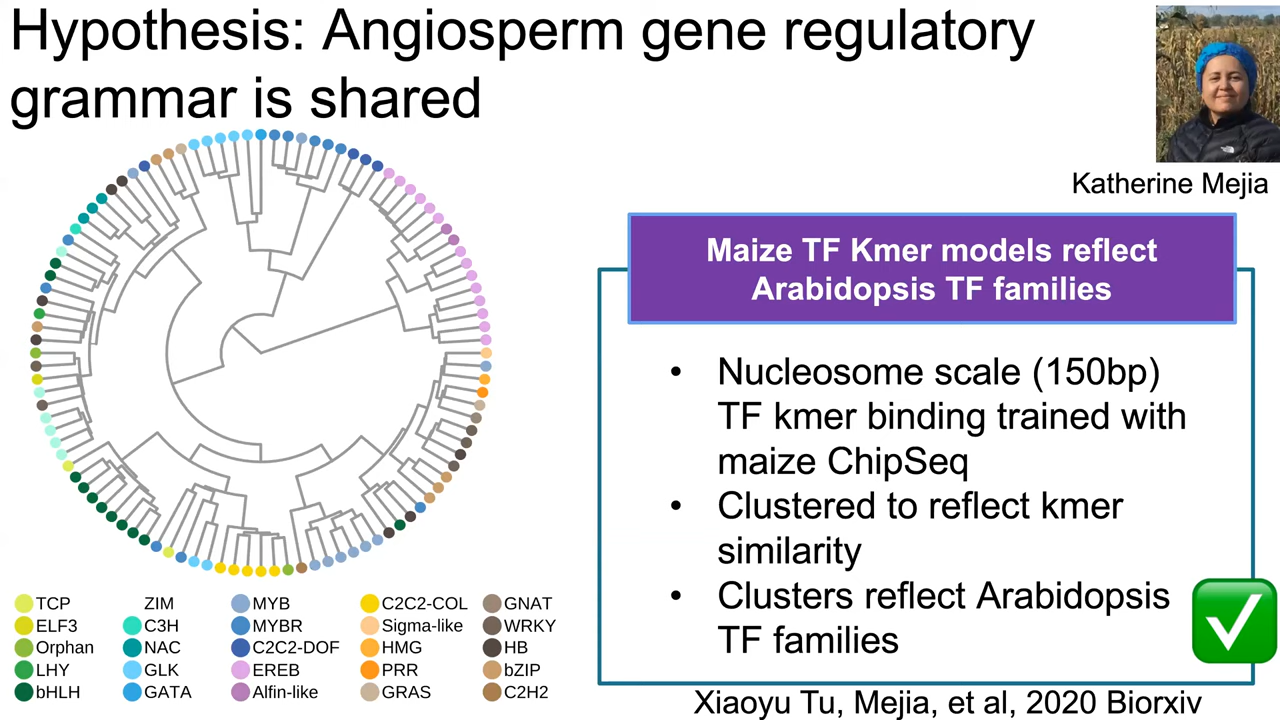 Hypothesis: Angiosperm gene regulatory
grammar is shared
Katherine Mejia
Maize TF Kmer models reflect
Arabidopsis TF families
• Nucleosome scale (150bp)
TF kmer binding trained with
maize ChipSeq
• Clustered to reflect kmer
similarity
• Clusters reflect Arabidopsis
TF families
TCP ZIM MYB C2C2-COL GNAT
ELF3 C3H MYBR Sigma-like WRKY
Orphan NAC C2C2-DOF HMG HB
LHY GLK EREB PRR bZIP
bHLH GATA Alfin-like GRAS C2H2
Xiaoyu Tu, Mejia, et al, 2020 Biorxiv